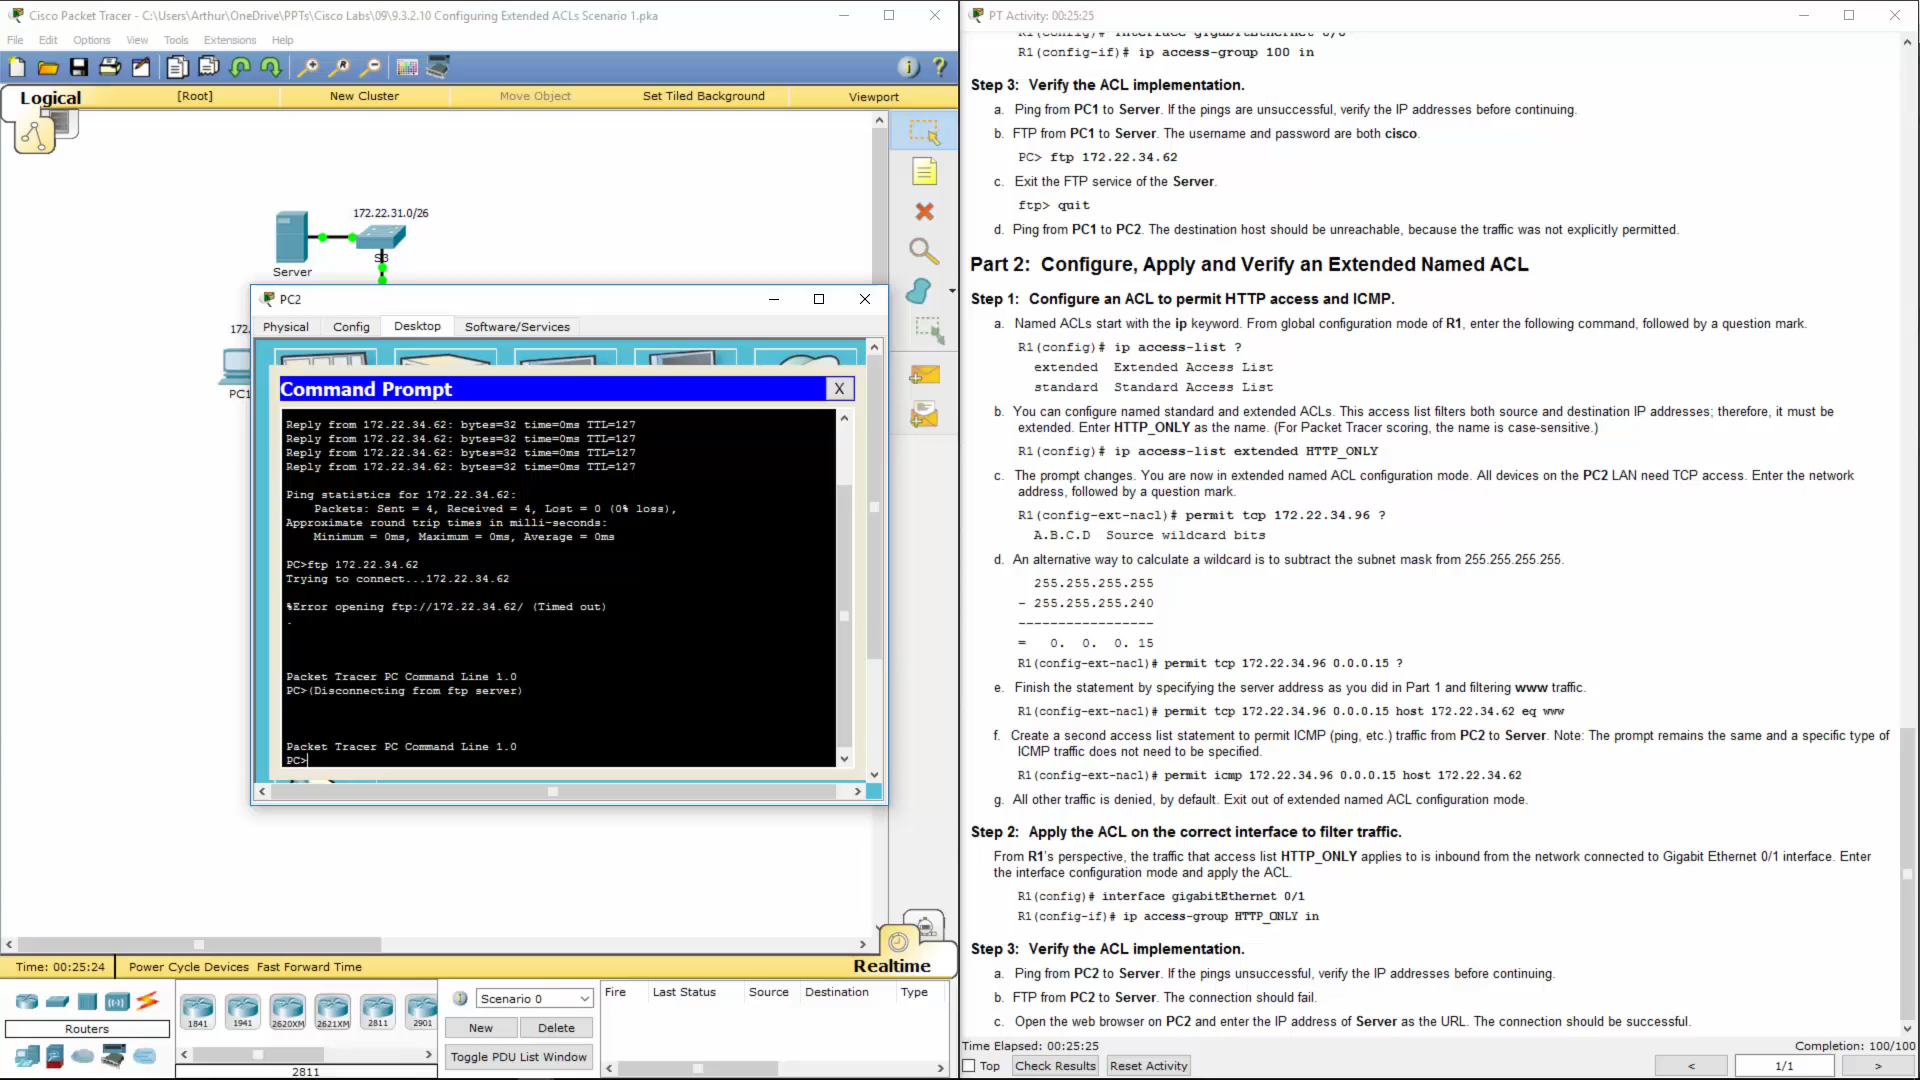 Cisco Packet Tracer - C:\Users\Arthur\OneDrive\PPTs\Cisco Labs\09\9.3.2.10 Configuring Extended ACLs Scenario 1.pka
File Edit Options View Tools Extensions Help
Logical [Root] New Cluster Move Object Set Tiled Background Viewport
172.22.31.0/26
S3
Server
172.
PC1
PC2
Physical Config Desktop Software/Services
Command Prompt X
Reply from 172.22.34.62: bytes=32 time=0ms TTL=127
Reply from 172.22.34.62: bytes=32 time=0ms TTL=127
Reply from 172.22.34.62: bytes=32 time=0ms TTL=127
Reply from 172.22.34.62: bytes=32 time=0ms TTL=127
Ping statistics for 172.22.34.62:
Packets: Sent = 4, Received = 4, Lost = 0 (0% loss),
Approximate round trip times in milli-seconds:
Minimum = 0ms, Maximum = 0ms, Average = 0ms
PC>ftp 172.22.34.62
Trying to connect...172.22.34.62
%Error opening ftp://172.22.34.62/ (Timed out)
.
Packet Tracer PC Command Line 1.0
PC>(Disconnecting from ftp server)
Packet Tracer PC Command Line 1.0
PC>
Realtime
Time: 00:25:24 Power Cycle Devices Fast Forward Time
Routers
1841 1941 2620XM 2621XM 2811 2901
2811
Scenario 0
New Delete
Toggle PDU List Window
Fire Last Status Source Destination Type
PT Activity: 00:25:25
R1(config)# interface gigabitEthernet 0/0
R1(config-if)# ip access-group 100 in
Step 3: Verify the ACL implementation.
a. Ping from PC1 to Server. If the pings are unsuccessful, verify the IP addresses before continuing.
b. FTP from PC1 to Server. The username and password are both cisco.
PC> ftp 172.22.34.62
c. Exit the FTP service of the Server.
ftp> quit
d. Ping from PC1 to PC2. The destination host should be unreachable, because the traffic was not explicitly permitted.
Part 2: Configure, Apply and Verify an Extended Named ACL
Step 1: Configure an ACL to permit HTTP access and ICMP.
a. Named ACLs start with the ip keyword. From global configuration mode of R1, enter the following command, followed by a question mark.
R1(config)# ip access-list ?
extended Extended Access List
standard Standard Access List
b. You can configure named standard and extended ACLs. This access list filters both source and destination IP addresses; therefore, it must be
extended. Enter HTTP_ONLY as the name. (For Packet Tracer scoring, the name is case-sensitive.)
R1(config)# ip access-list extended HTTP_ONLY
c. The prompt changes. You are now in extended named ACL configuration mode. All devices on the PC2 LAN need TCP access. Enter the network
address, followed by a question mark.
R1(config-ext-nacl)# permit tcp 172.22.34.96 ?
A.B.C.D Source wildcard bits
d. An alternative way to calculate a wildcard is to subtract the subnet mask from 255.255.255.255.
255.255.255.255
- 255.255.255.240
-----------------
= 0. 0. 0. 15
R1(config-ext-nacl)# permit tcp 172.22.34.96 0.0.0.15 ?
e. Finish the statement by specifying the server address as you did in Part 1 and filtering www traffic.
R1(config-ext-nacl)# permit tcp 172.22.34.96 0.0.0.15 host 172.22.34.62 eq www
f. Create a second access list statement to permit ICMP (ping, etc.) traffic from PC2 to Server. Note: The prompt remains the same and a specific type of
ICMP traffic does not need to be specified.
R1(config-ext-nacl)# permit icmp 172.22.34.96 0.0.0.15 host 172.22.34.62
g. All other traffic is denied, by default. Exit out of extended named ACL configuration mode.
Step 2: Apply the ACL on the correct interface to filter traffic.
From R1's perspective, the traffic that access list HTTP_ONLY applies to is inbound from the network connected to Gigabit Ethernet 0/1 interface. Enter
the interface configuration mode and apply the ACL.
R1(config)# interface gigabitEthernet 0/1
R1(config-if)# ip access-group HTTP_ONLY in
Step 3: Verify the ACL implementation.
a. Ping from PC2 to Server. If the pings unsuccessful, verify the IP addresses before continuing.
b. FTP from PC2 to Server. The connection should fail.
c. Open the web browser on PC2 and enter the IP address of Server as the URL. The connection should be successful.
Time Elapsed: 00:25:25 Completion: 100/100
Top Check Results Reset Activity < 1/1 >